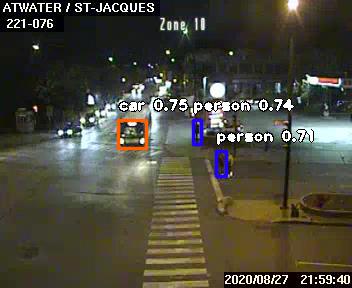 ATWATER / ST-JACQUES
221-076
Zone 10
car 0.75 person 0.74
person 0.71
2020/08/27 21:59:40